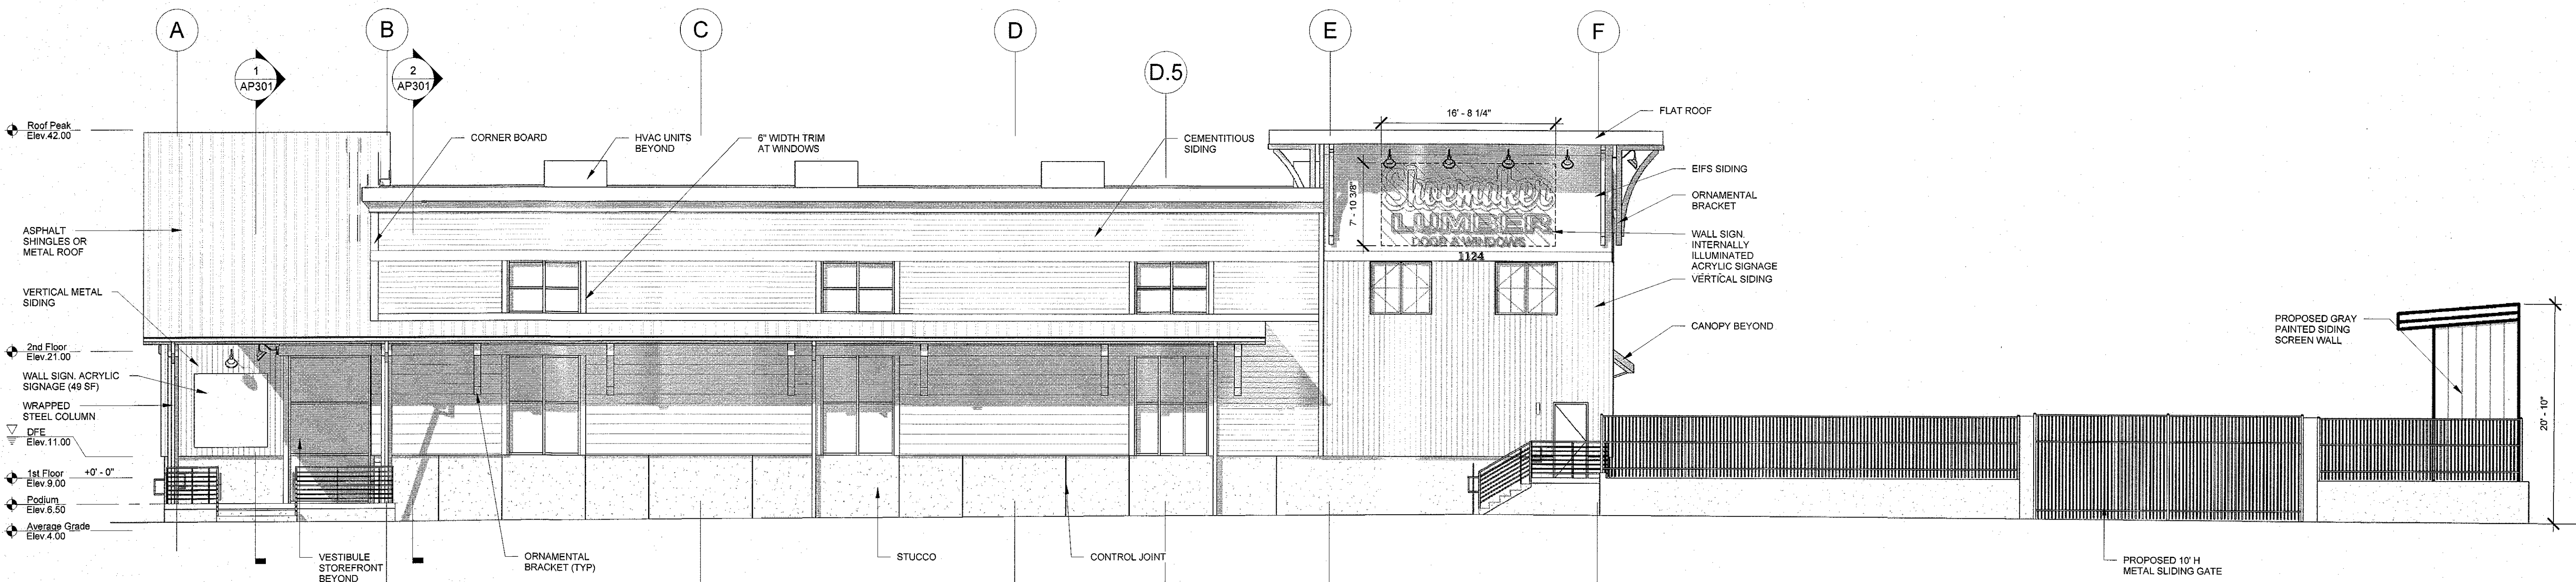 A
B
C
D
E
F
D.5
1
AP301
2
AP301
Roof Peak
Elev.42.00
CORNER BOARD
HVAC UNITS
BEYOND
6" WIDTH TRIM
AT WINDOWS
CEMENTITIOUS
SIDING
16' - 8 1/4"
FLAT ROOF
7' - 10 3/8"
Shoemaker
LUMBER
DOOR & WINDOWS
1124
EIFS SIDING
ORNAMENTAL
BRACKET
WALL SIGN.
INTERNALLY
ILLUMINATED
ACRYLIC SIGNAGE
VERTICAL SIDING
CANOPY BEYOND
ASPHALT
SHINGLES OR
METAL ROOF
VERTICAL METAL
SIDING
2nd Floor
Elev.21.00
WALL SIGN. ACRYLIC
SIGNAGE (49 SF)
WRAPPED
STEEL COLUMN
DFE
Elev.11.00
1st Floor
Elev.9.00
+0' - 0"
Podium
Elev.6.50
Average Grade
Elev.4.00
PROPOSED GRAY
PAINTED SIDING
SCREEN WALL
20' - 10"
VESTIBULE
STOREFRONT
BEYOND
ORNAMENTAL
BRACKET (TYP)
STUCCO
CONTROL JOINT
PROPOSED 10' H
METAL SLIDING GATE